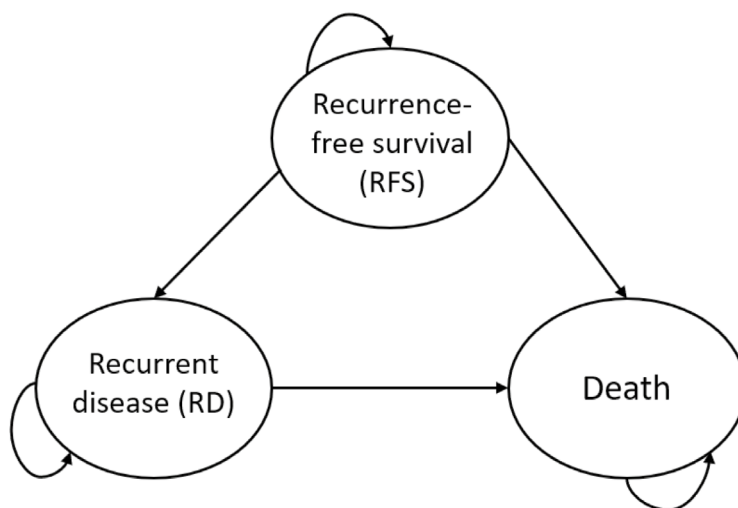 Recurrence-
free survival
(RFS)
Recurrent
disease (RD)
Death